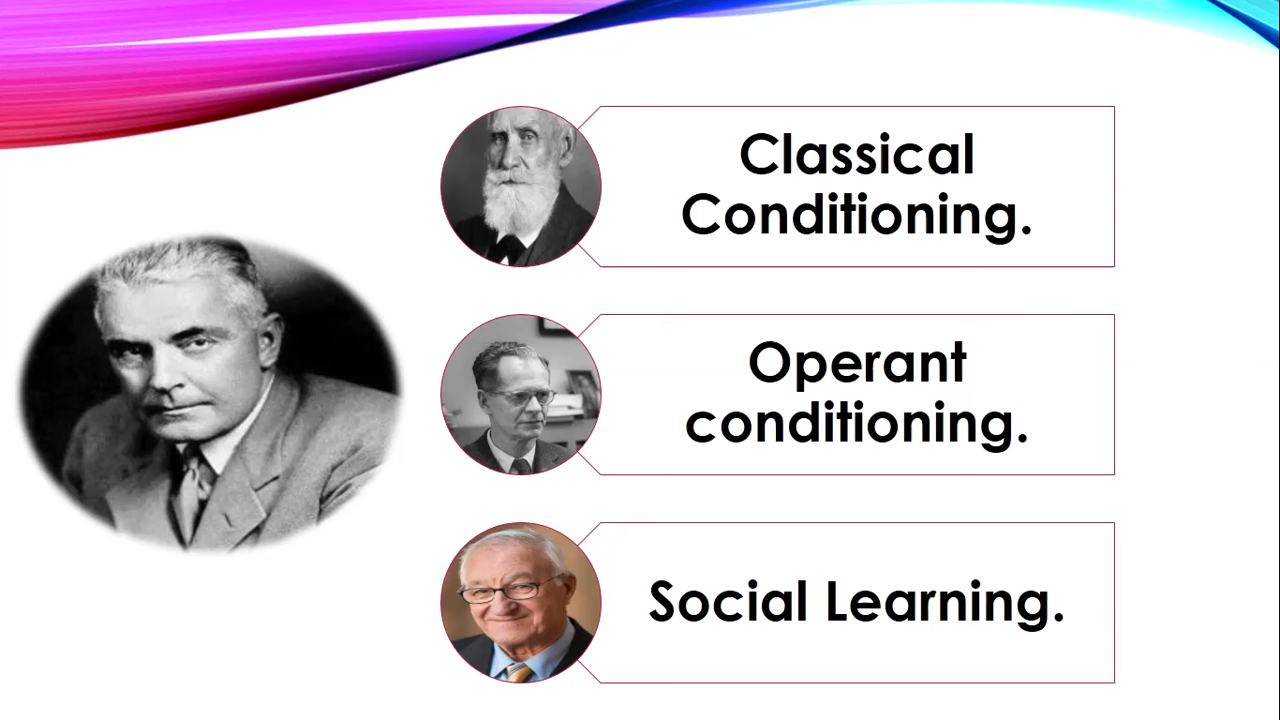 Classical
Conditioning.
Operant
conditioning.
Social Learning.